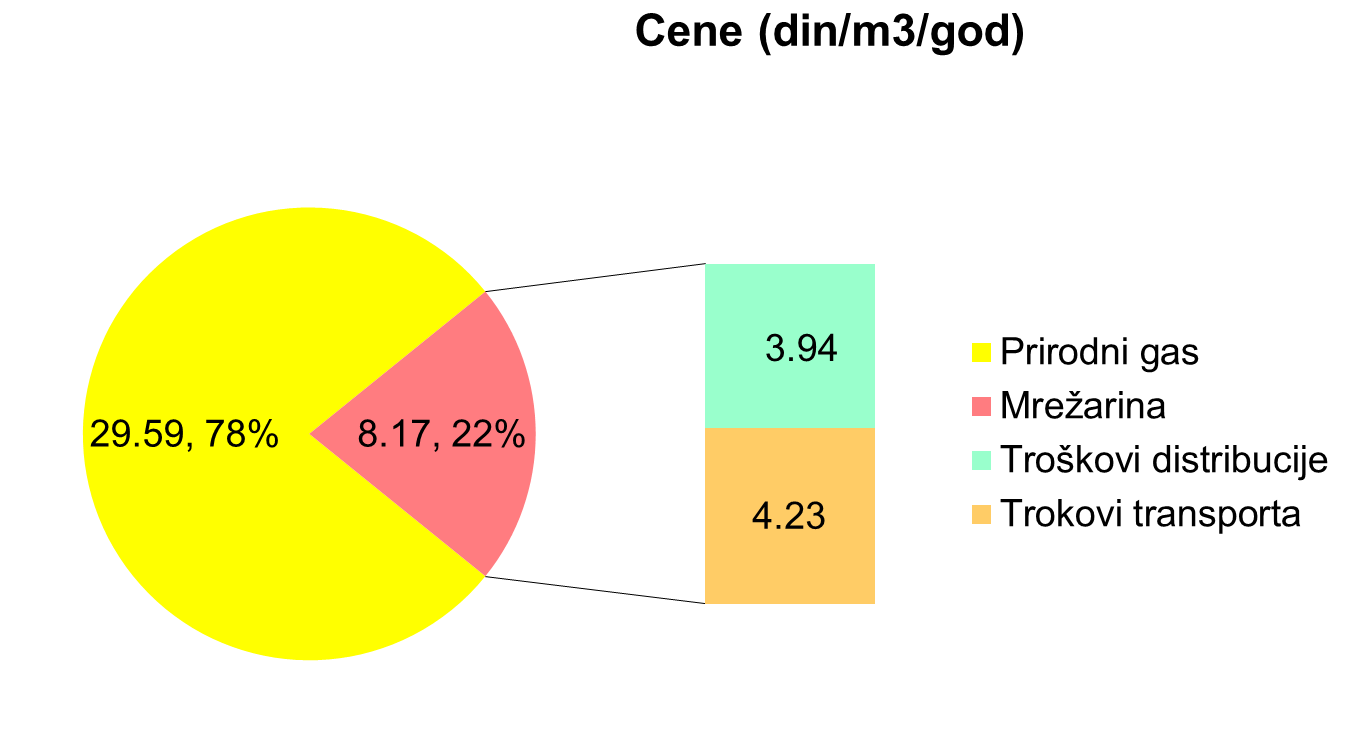 Cene (din/m3/god)
29.59, 78%
8.17, 22%
3.94
4.23
Prirodni gas
Mrežarina
Troškovi distribucije
Trokovi transporta